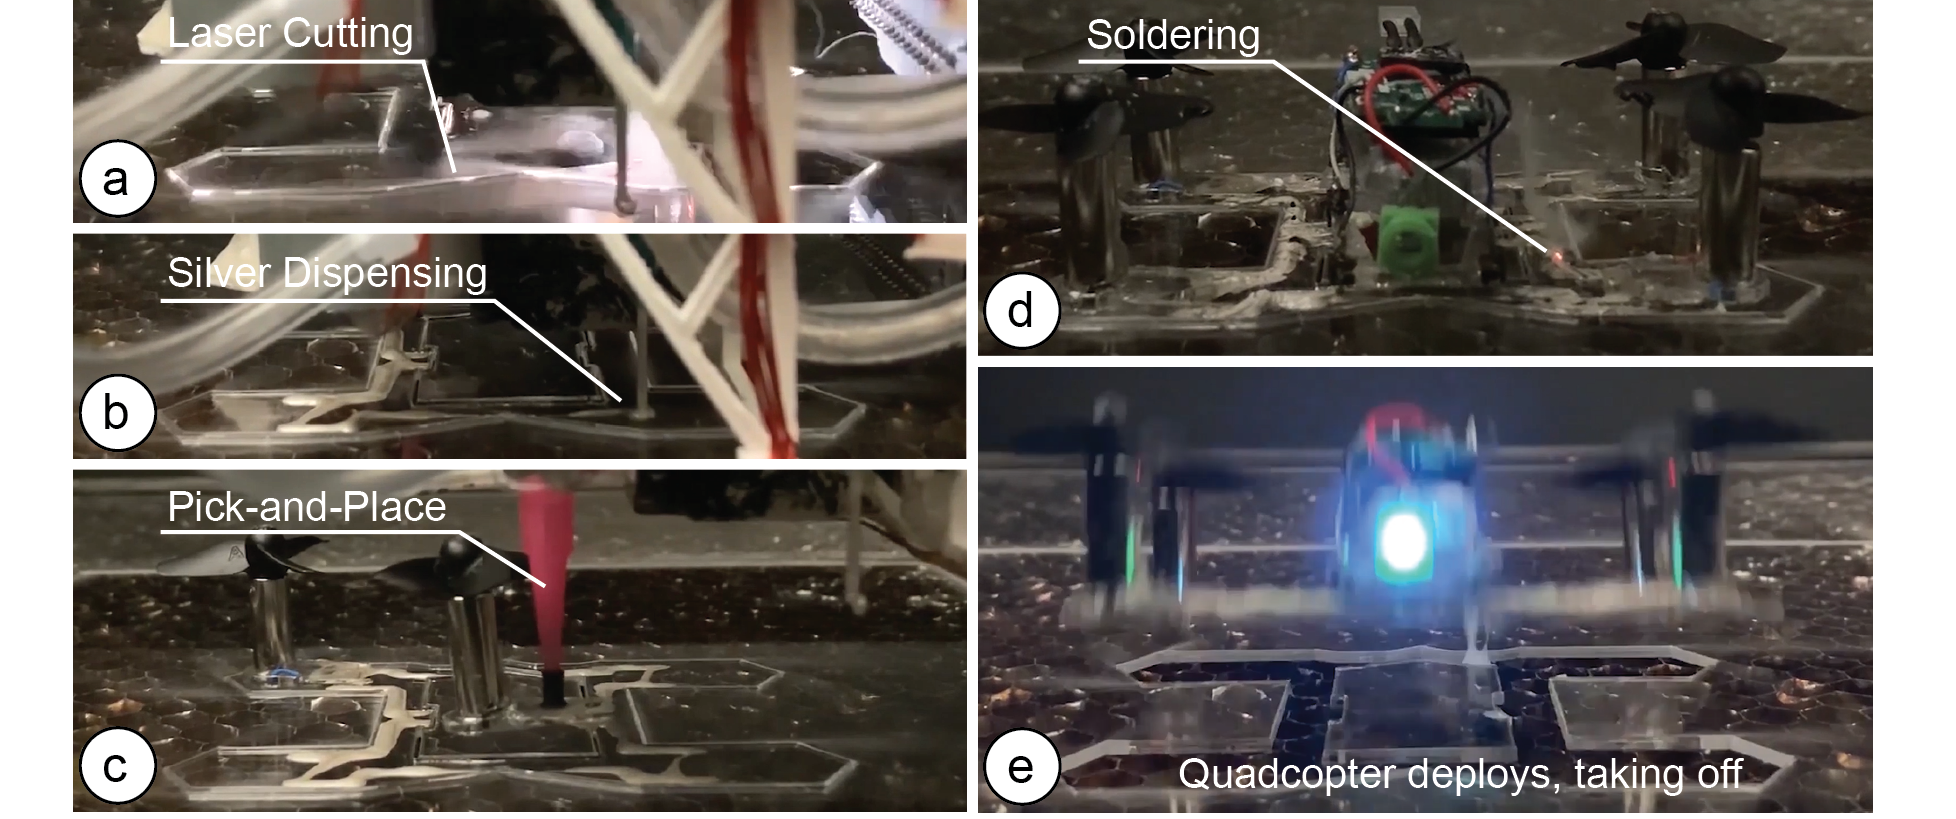 Laser Cutting
a
Silver Dispensing
b
Pick-and-Place
c
Soldering
d
e
Quadcopter deploys, taking off